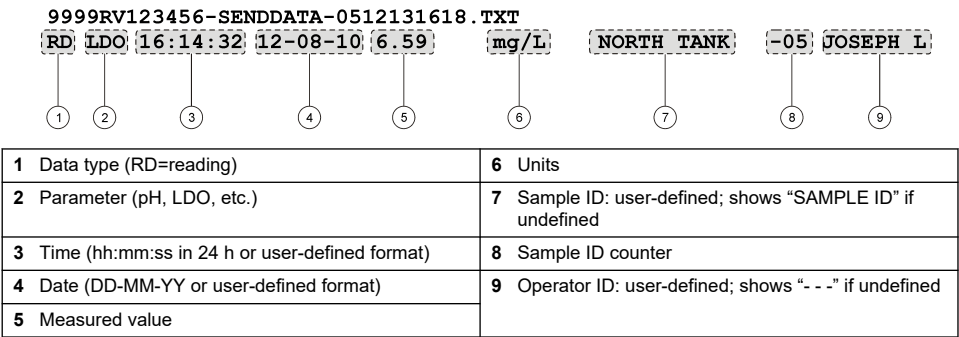 9999RV123456-SENDDATA-0512131618.TXT
RD LDO 16:14:32 12-08-10 6.59 mg/L NORTH TANK -05 JOSEPH L
1 2 3 4 5 6 7 8 9
1 Data type (RD=reading)
6 Units
2 Parameter (pH, LDO, etc.)
7 Sample ID: user-defined; shows “SAMPLE ID” if
undefined
3 Time (hh:mm:ss in 24 h or user-defined format)
8 Sample ID counter
4 Date (DD-MM-YY or user-defined format)
9 Operator ID: user-defined; shows “- - -” if undefined
5 Measured value